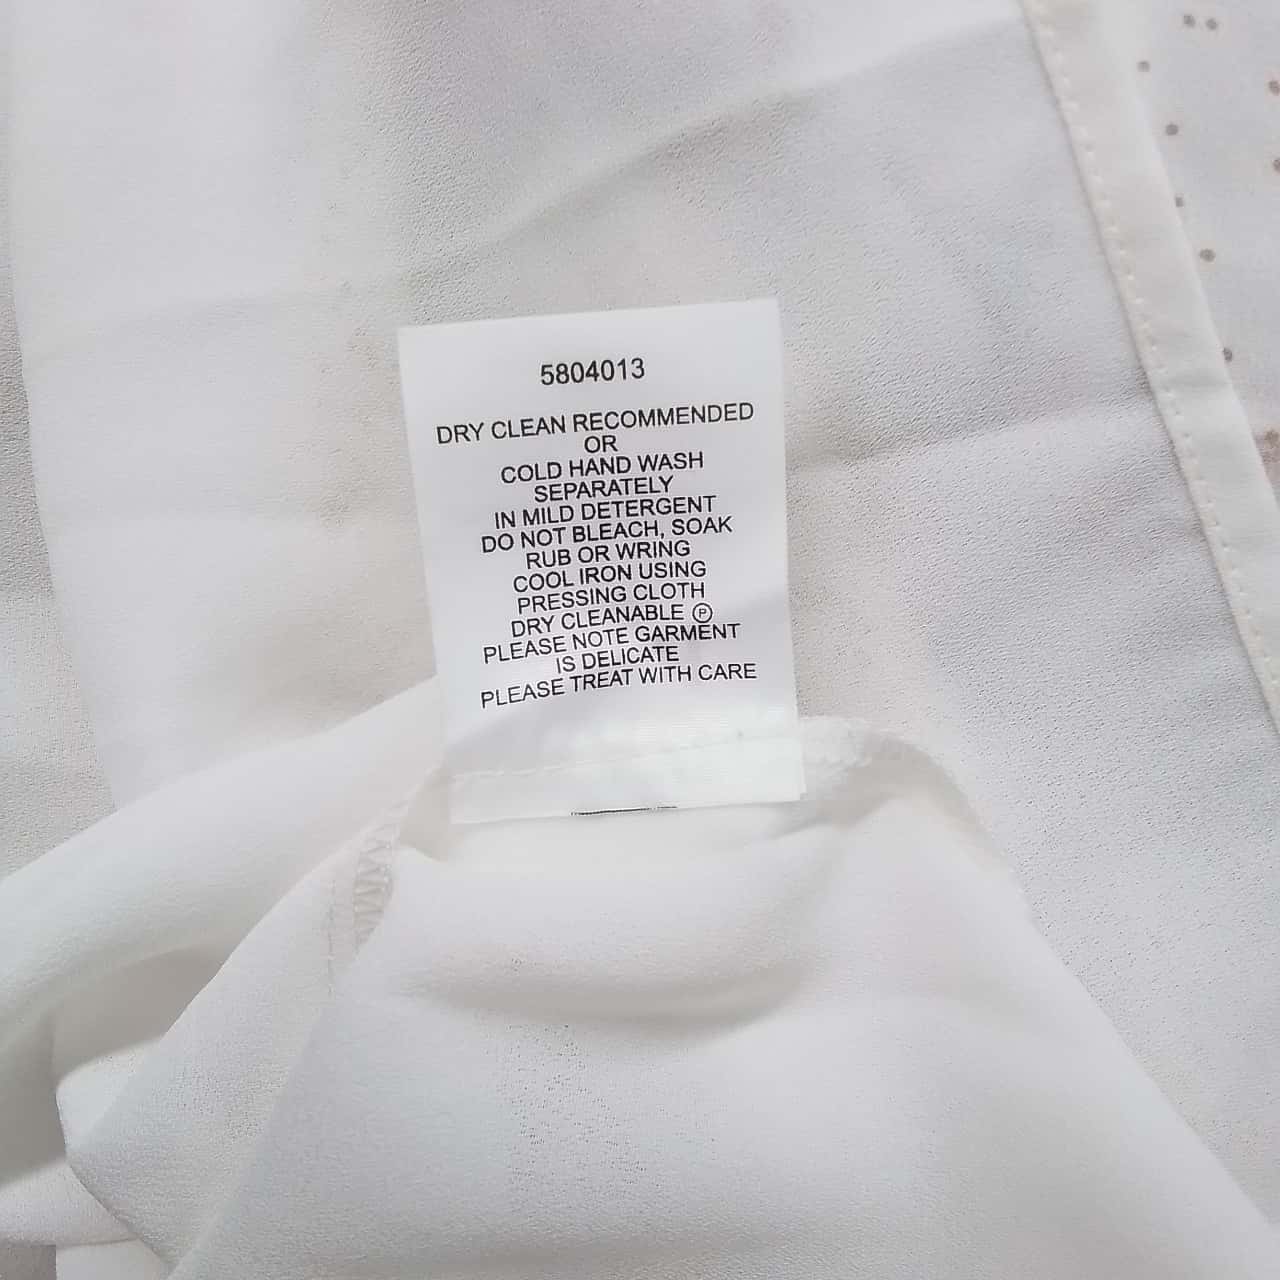 5804013
DRY CLEAN RECOMMENDED
OR
COLD HAND WASH
SEPARATELY
IN MILD DETERGENT
DO NOT BLEACH, SOAK
RUB OR WRING
COOL IRON USING
PRESSING CLOTH
DRY CLEANABLE Ⓟ
PLEASE NOTE GARMENT
IS DELICATE
PLEASE TREAT WITH CARE